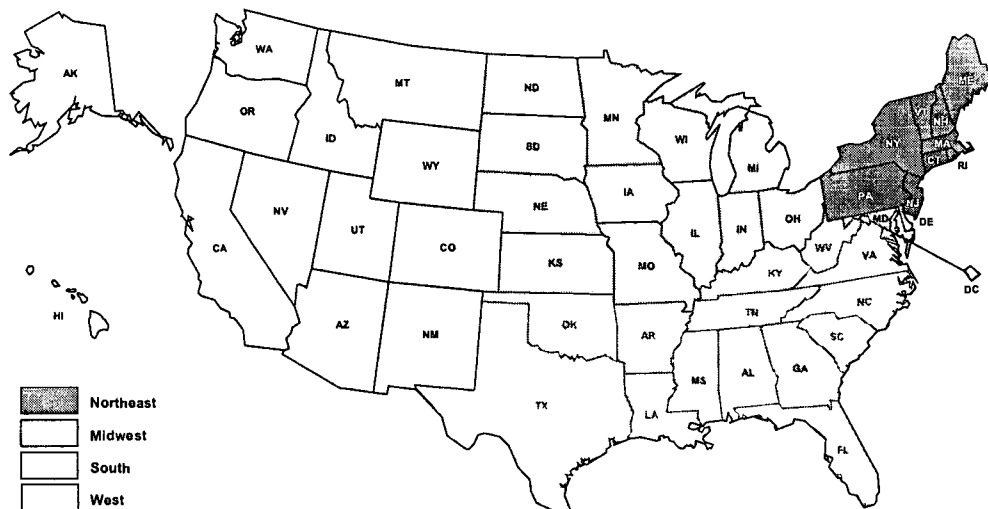 WA
AK
MT
ND
MN
ME
VT
NH
OR
ID
SD
WI
NY
MA
WY
MI
CT
RI
IA
PA
NJ
NV
NE
OH
MD
DE
UT
IL
IN
CA
CO
WV
VA
KS
MO
KY
DC
HI
NC
TN
AZ
NM
OK
AR
SC
MS
AL
GA
TX
LA
FL
Northeast
Midwest
South
West